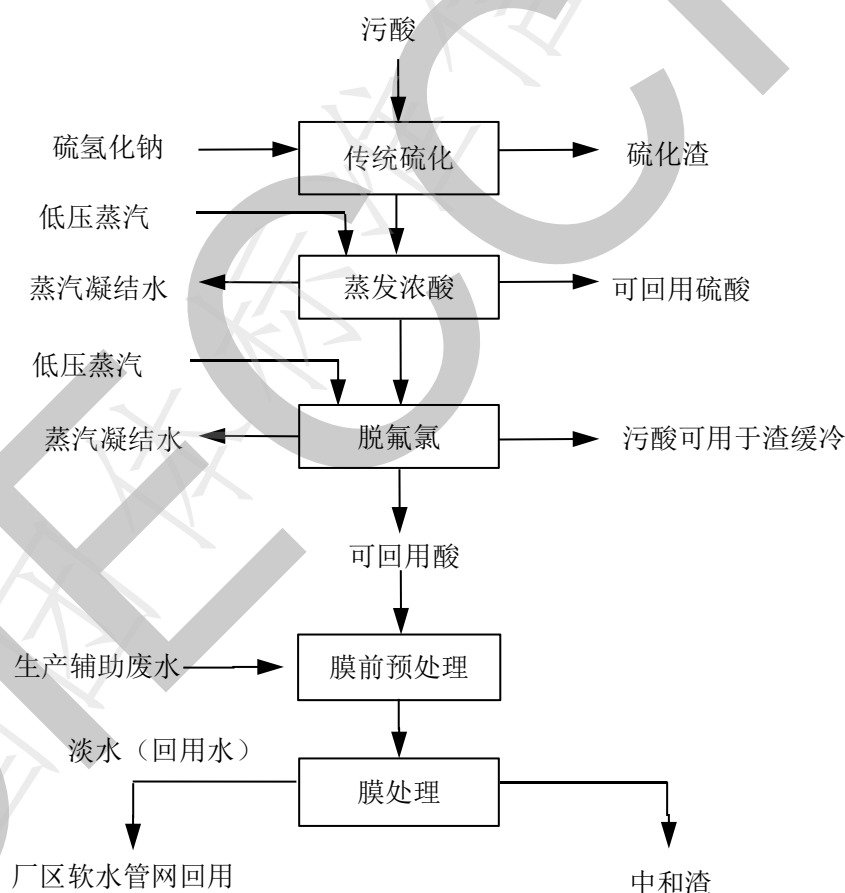 污酸
硫氢化钠
传统硫化
硫化渣
低压蒸汽
蒸汽凝结水
蒸发浓酸
可回用硫酸
低压蒸汽
蒸汽凝结水
脱氟氯
污酸可用于渣缓冷
可回用酸
生产辅助废水
膜前预处理
淡水（回用水）
膜处理
厂区软水管网回用
中和渣